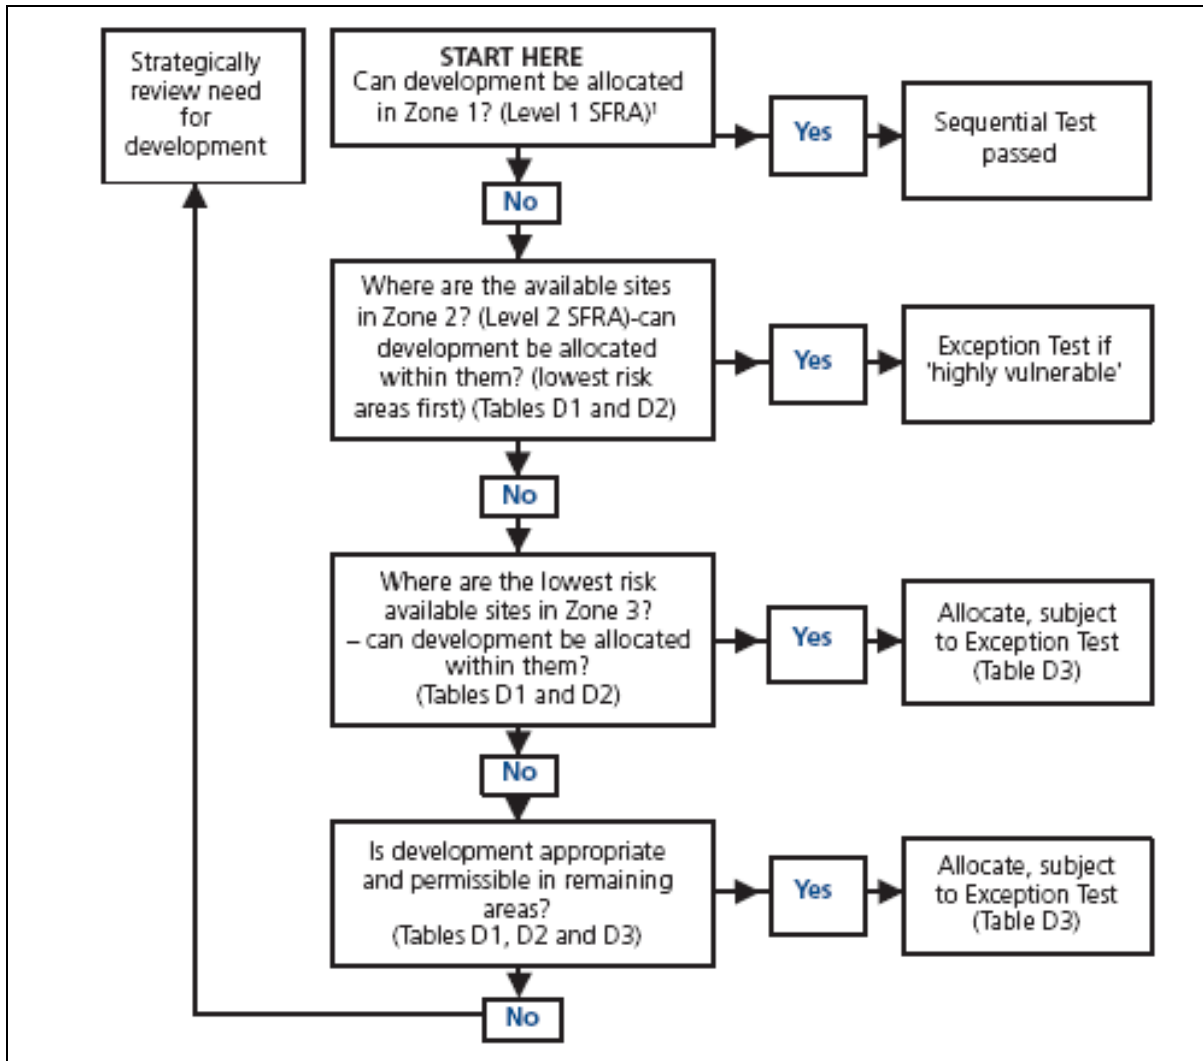 Strategically
review need
for
development
START HERE
Can development be allocated
in Zone 1? (Level 1 SFRA)¹
Yes
Sequential Test
passed
No
Where are the available sites
in Zone 2? (Level 2 SFRA)-can
development be allocated
within them? (lowest risk
areas first) (Tables D1 and D2)
Yes
Exception Test if
'highly vulnerable'
No
Where are the lowest risk
available sites in Zone 3?
– can development be allocated
within them?
(Tables D1 and D2)
Yes
Allocate, subject
to Exception Test
(Table D3)
No
Is development appropriate
and permissible in remaining
areas?
(Tables D1, D2 and D3)
Yes
Allocate, subject
to Exception Test
(Table D3)
No